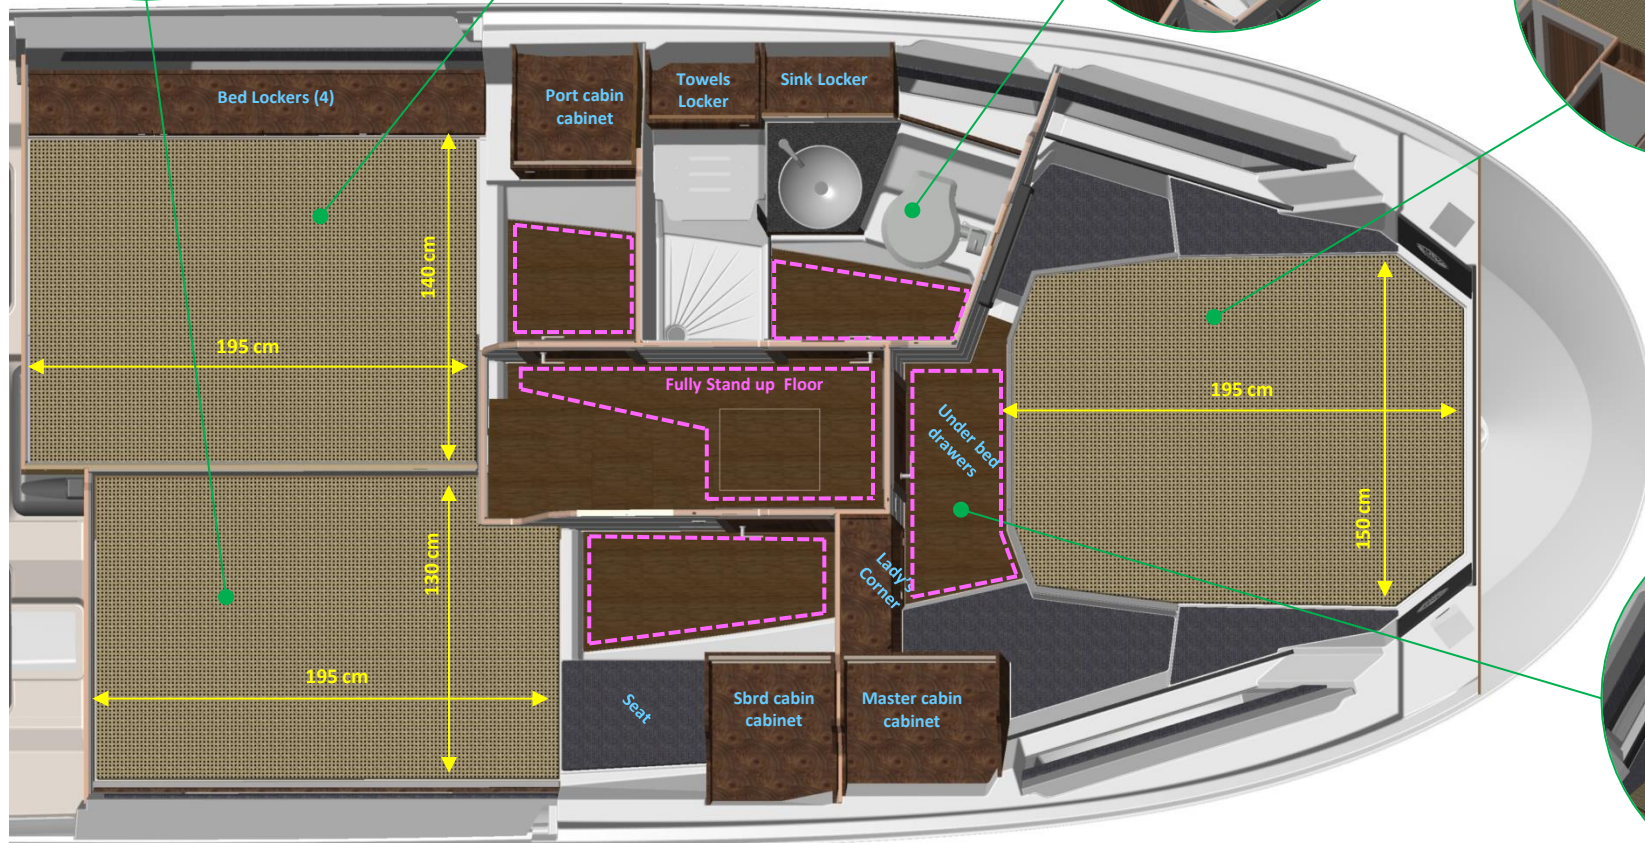 Bed Lockers (4)
Port cabin
cabinet
Towels
Locker
Sink Locker
140 cm
195 cm
Fully Stand up Floor
Under bed
drawers
195 cm
150 cm
130 cm
195 cm
Lady's
Corner
Seat
Sbrd cabin
cabinet
Master cabin
cabinet